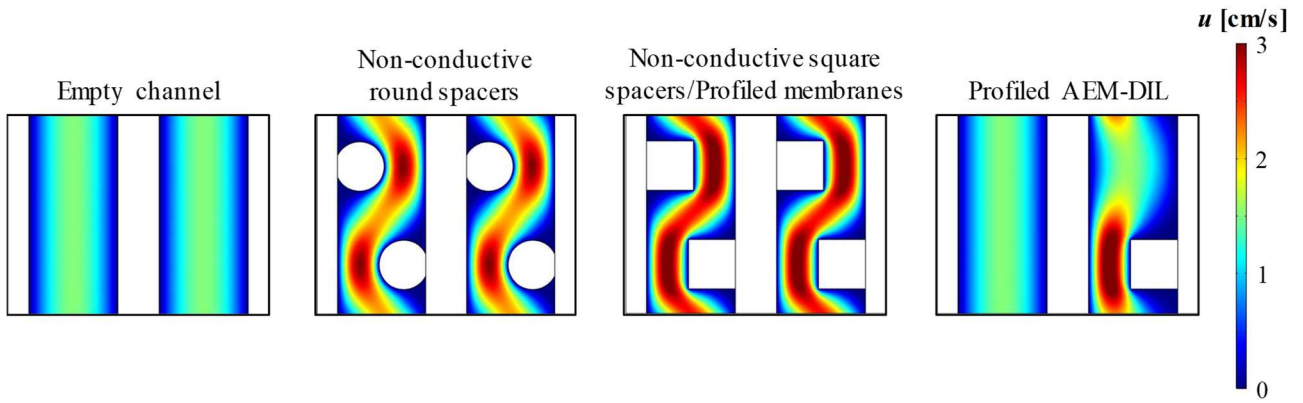 u [cm/s]
Empty channel
Non-conductive
round spacers
Non-conductive square
spacers/Profiled membranes
Profiled AEM-DIL
3
2
1
0